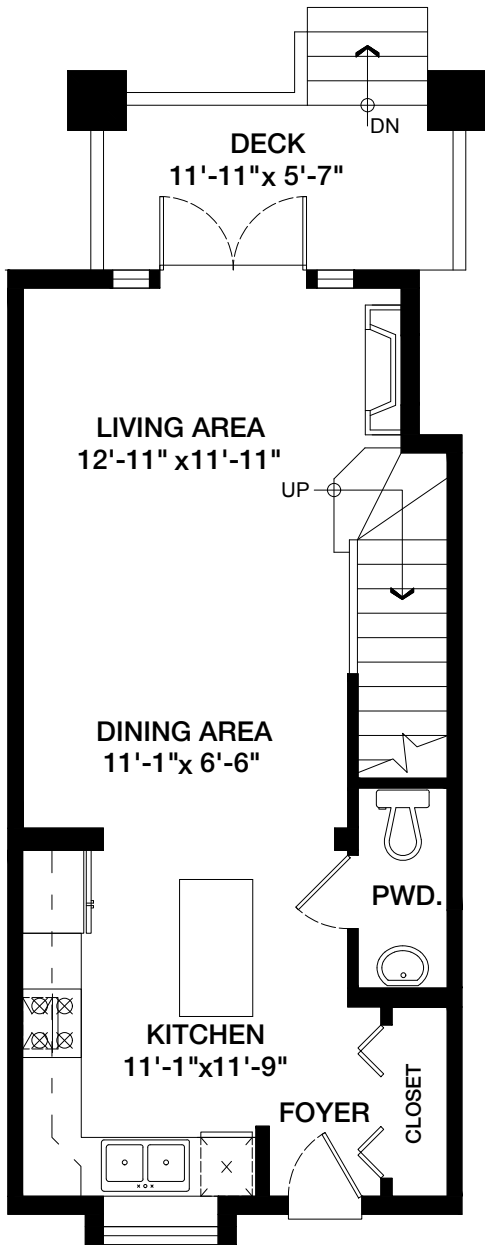 DN
DECK
11'-11"x 5'-7"
LIVING AREA
12'-11" x11'-11"
UP
DINING AREA
11'-1"x 6'-6"
PWD.
KITCHEN
11'-1"x11'-9"
FOYER
CLOSET